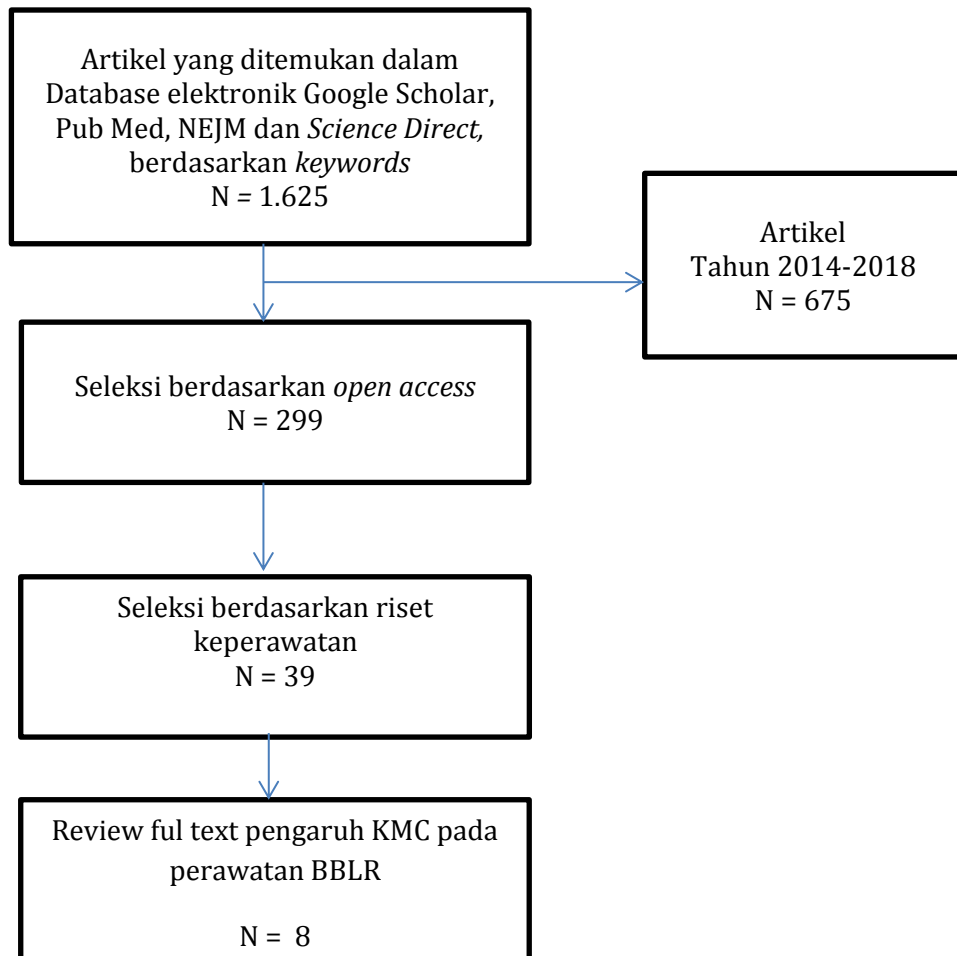 Artikel yang ditemukan dalam
Database elektronik Google Scholar,
Pub Med, NEJM dan Science Direct,
berdasarkan keywords
N = 1.625
Artikel
Tahun 2014-2018
N = 675
Seleksi berdasarkan open access
N = 299
Seleksi berdasarkan riset
keperawatan
N = 39
Review ful text pengaruh KMC pada
perawatan BBLR
N = 8